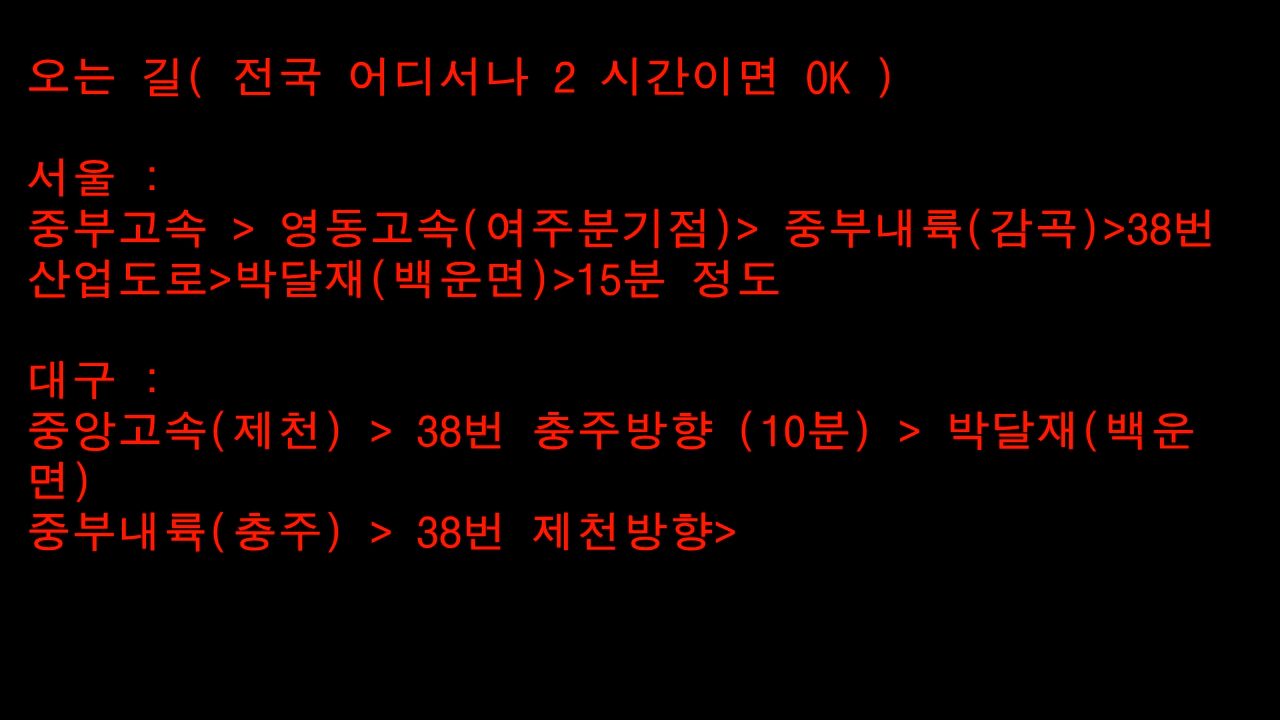 오는 길( 전국 어디서나 2 시간이면 OK )
서울 :
중부고속 > 영동고속(여주분기점)> 중부내륙(감곡)>38번
산업도로>박달재(백운면)>15분 정도
대구 :
중앙고속(제천) > 38번 충주방향 (10분) > 박달재(백운
면)
중부내륙(충주) > 38번 제천방향>